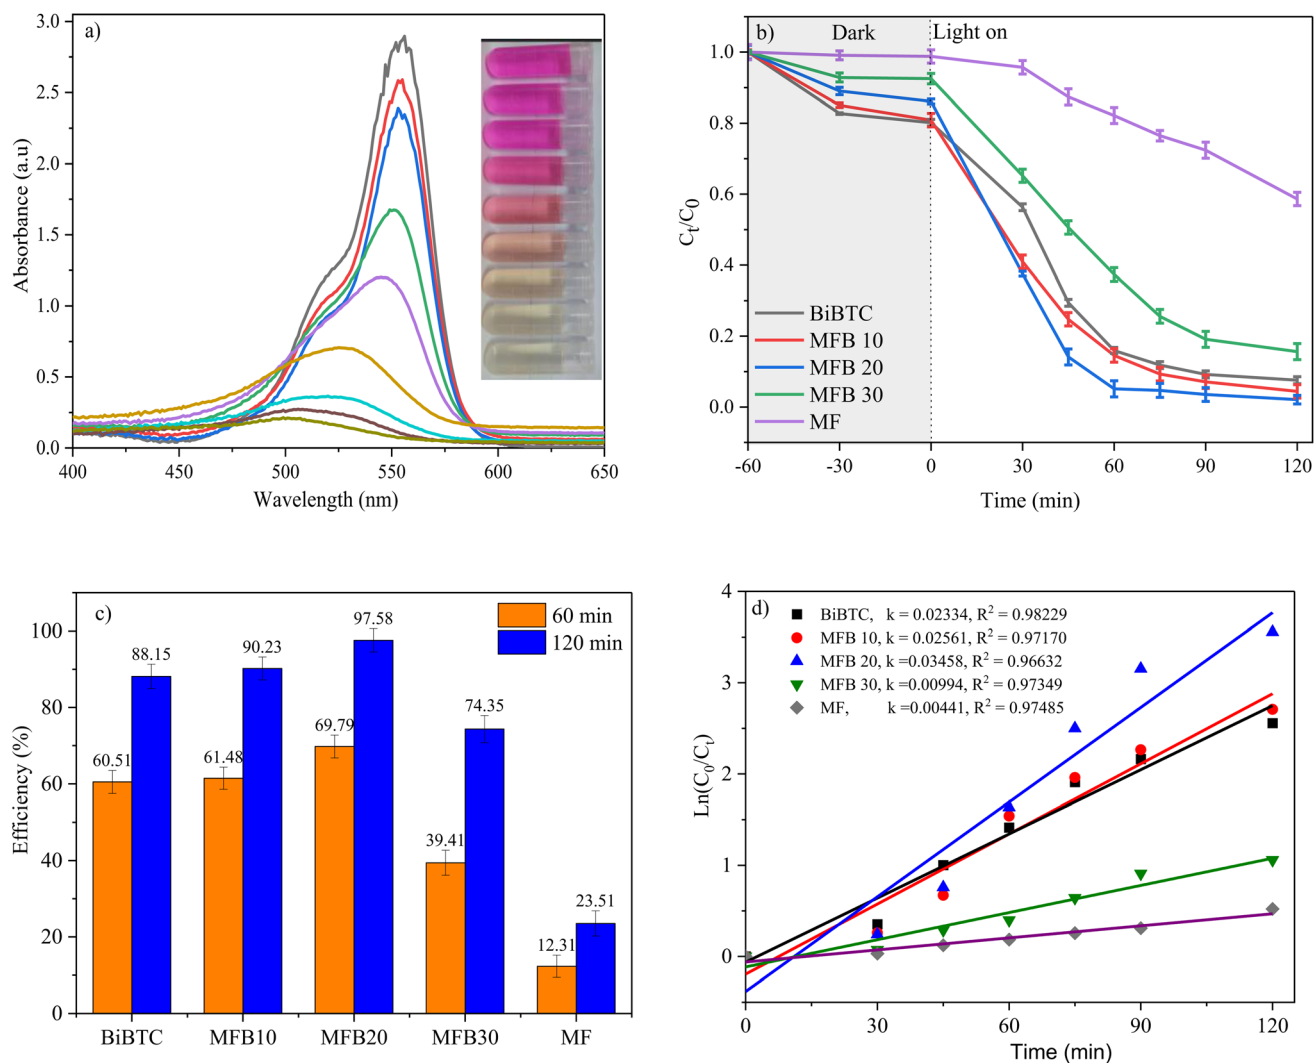 a)
Absorbance (a.u)
3.0
2.5
2.0
1.5
1.0
0.5
0.0
400 450 500 550 600 650
Wavelength (nm)
b)
Dark
Light on
Cₜ/C₀
1.0
0.8
0.6
0.4
0.2
0.0
BiBTC
MFB 10
MFB 20
MFB 30
MF
-60 -30 0 30 60 90 120
Time (min)
c)
60 min
120 min
Efficiency (%)
100
80
60
40
20
0
60.51 88.15
61.48 90.23
69.79 97.58
39.41 74.35
12.31 23.51
BiBTC MFB10 MFB20 MFB30 MF
d)
BiBTC, k = 0.02334, R² = 0.98229
MFB 10, k = 0.02561, R² = 0.97170
MFB 20, k =0.03458, R² = 0.96632
MFB 30, k =0.00994, R² = 0.97349
MF, k =0.00441, R² = 0.97485
Ln(C₀/Cₜ)
4
3
2
1
0
0 30 60 90 120
Time (min)